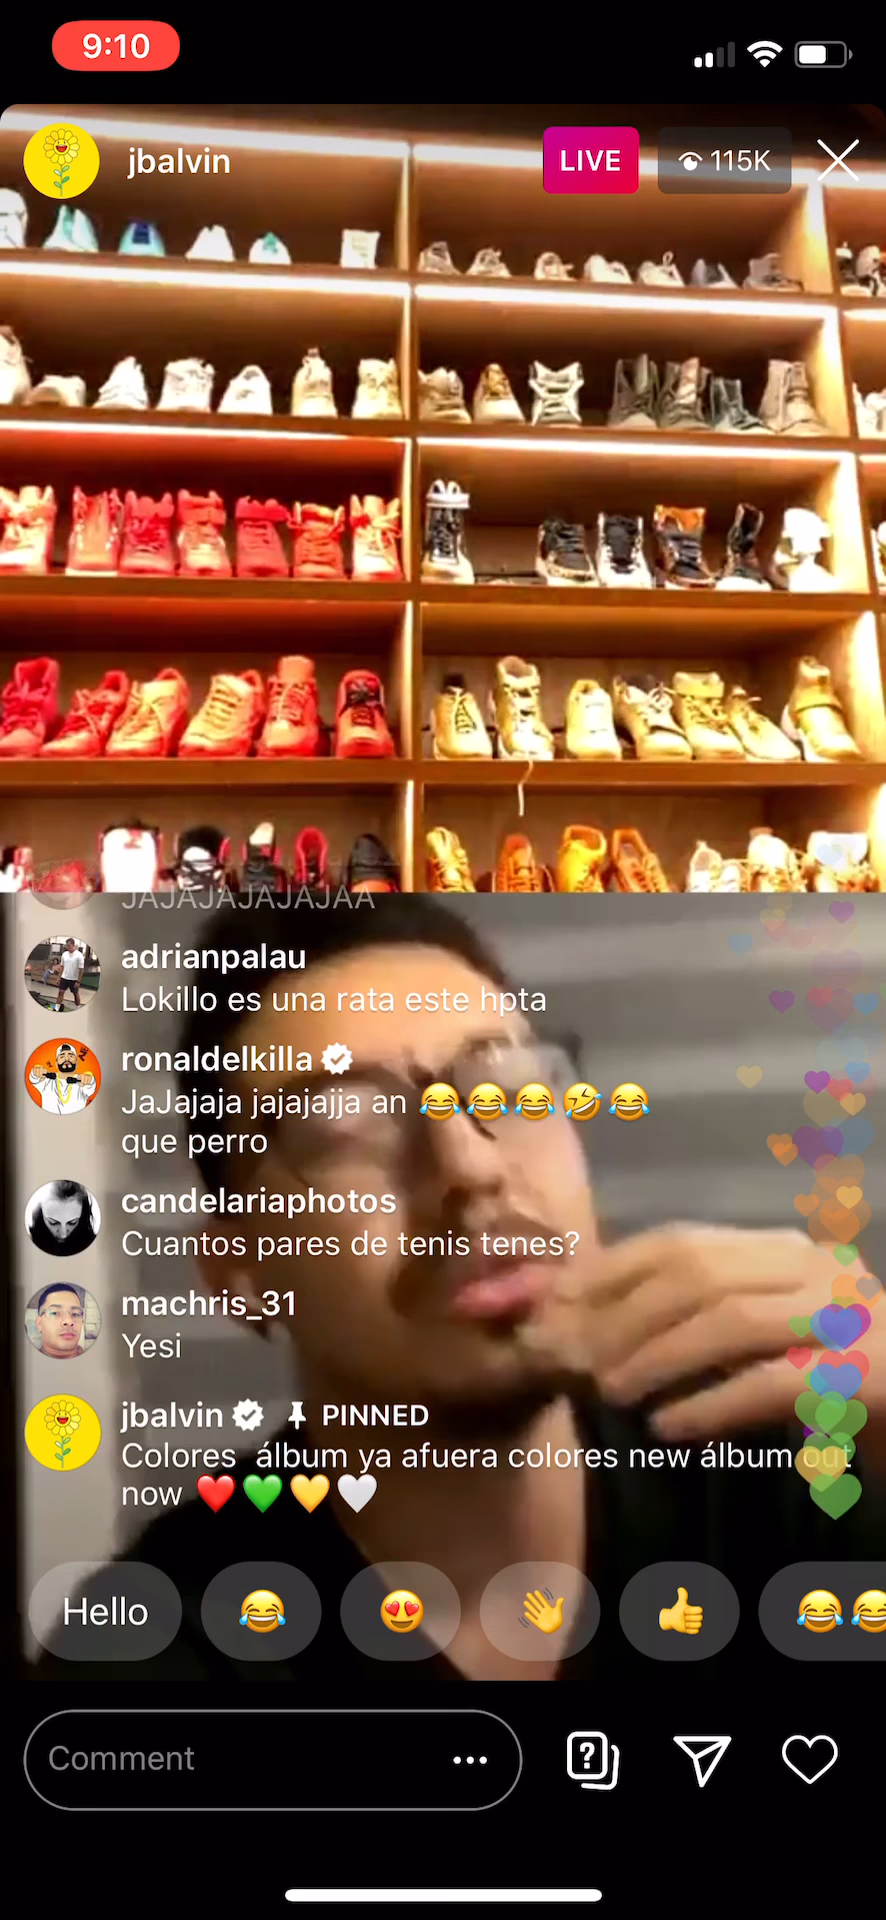 9:10
jbalvin
LIVE
115K
JAJAJAJAJAJAA
adrianpalau
Lokillo es una rata este hpta
ronaldelkilla
JaJajaja jajajajja an 😂😂😂🤣😂
que perro
candelariaphotos
Cuantos pares de tenis tenes?
machris_31
Yesi
jbalvin PINNED
Colores álbum ya afuera colores new álbum out
now ❤️💚💛🤍
Hello 😂 😍 👋 👍 😂😂
Comment